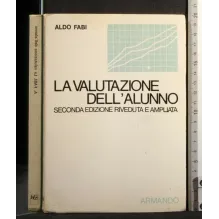 ALDO FABI
LA VALUTAZIONE
DELL'ALUNNO
SECONDA EDIZIONE RIVEDUTA E AMPLIATA
ARMANDO